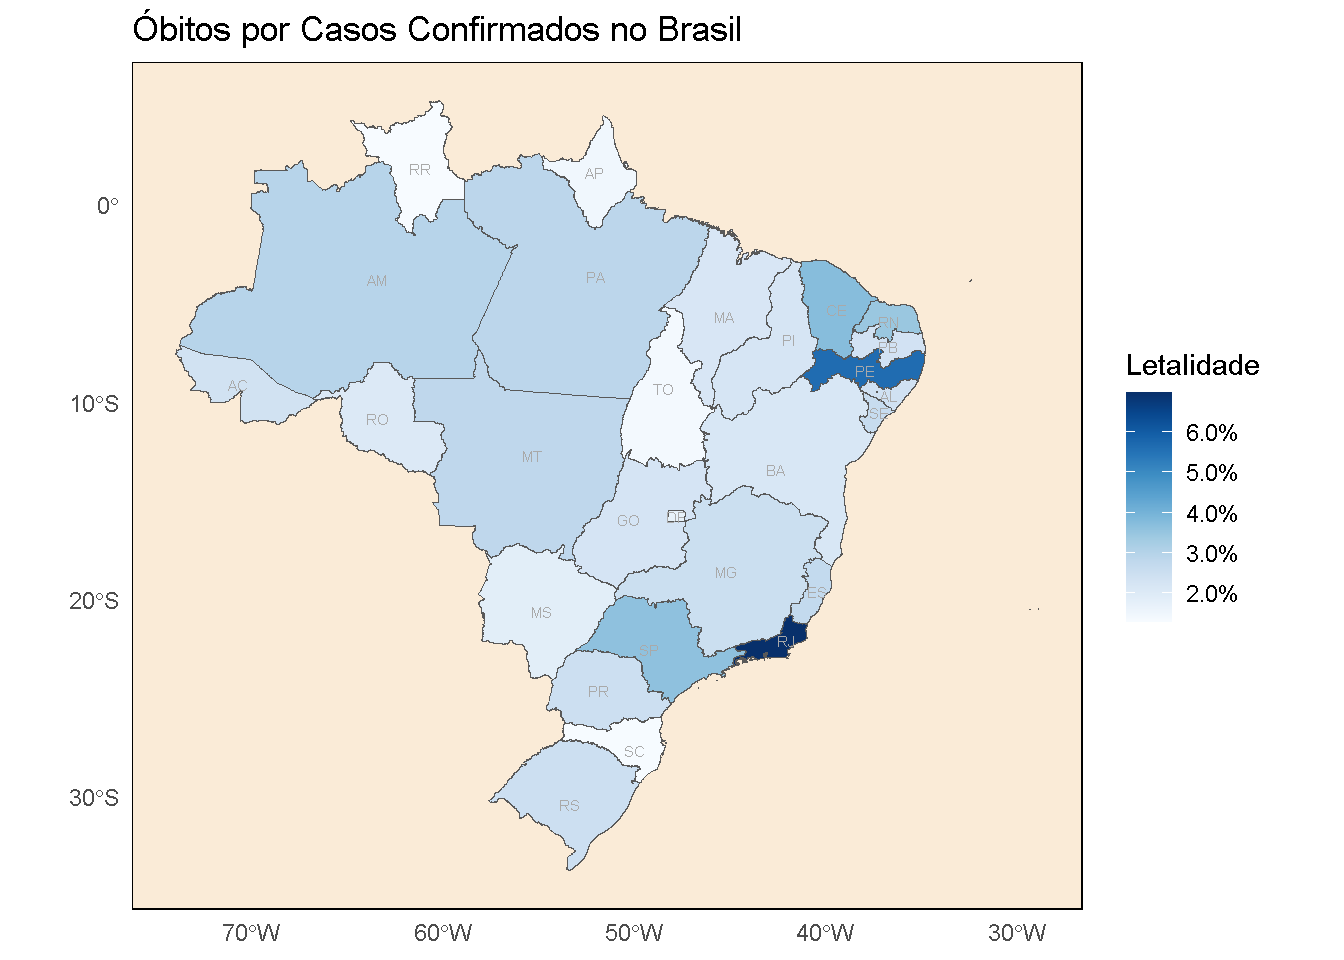 Óbitos por Casos Confirmados no Brasil
RR
AP
0°
AM
PA
MA
CE
RN
PI
PB
PE
AC
TO
AL
10°S
SE
RO
MT
BA
GO
DF
MG
ES
20°S
MS
RJ
SP
PR
SC
30°S
RS
70°W
60°W
50°W
40°W
30°W
Letalidade
6.0%
5.0%
4.0%
3.0%
2.0%